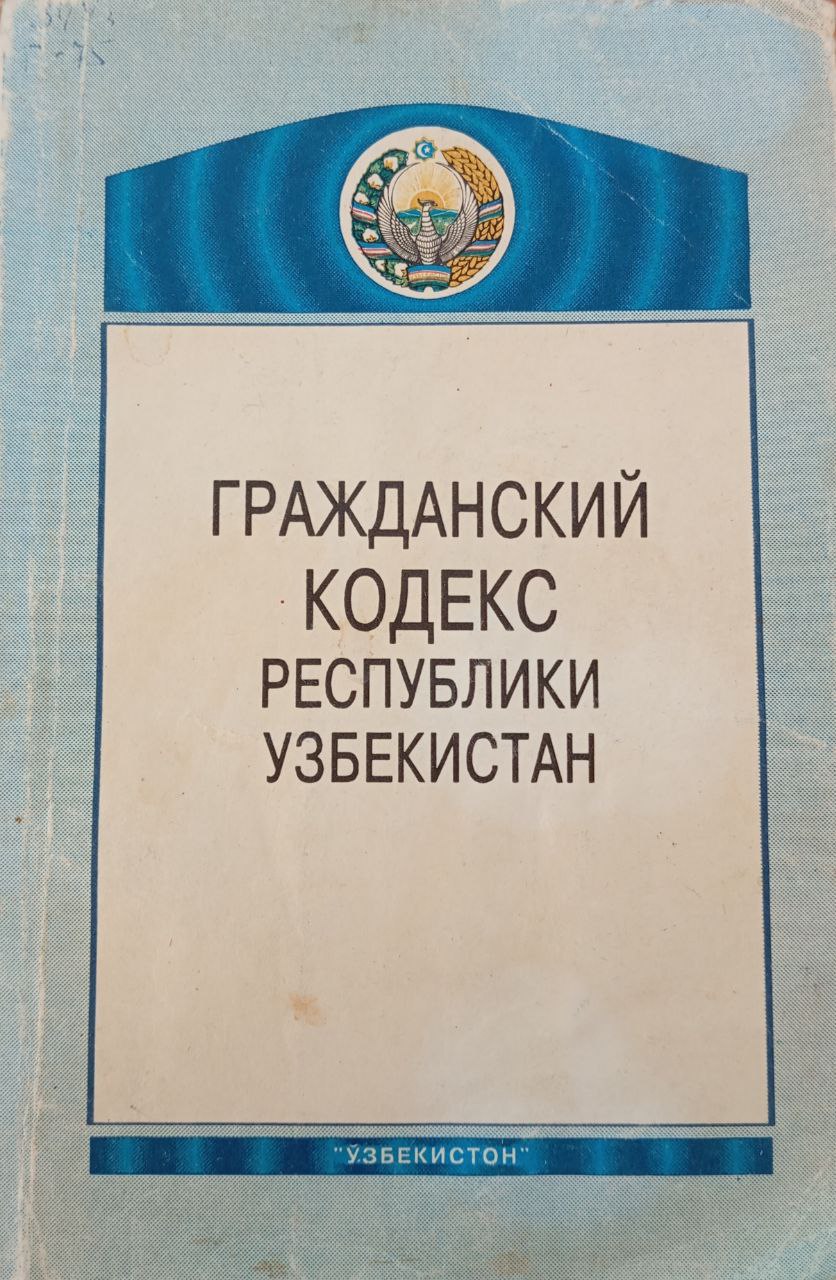 ГРАЖДАНСКИЙ
КОДЕКС
РЕСПУБЛИКИ
УЗБЕКИСТАН
"ЎЗБЕКИСТОН"